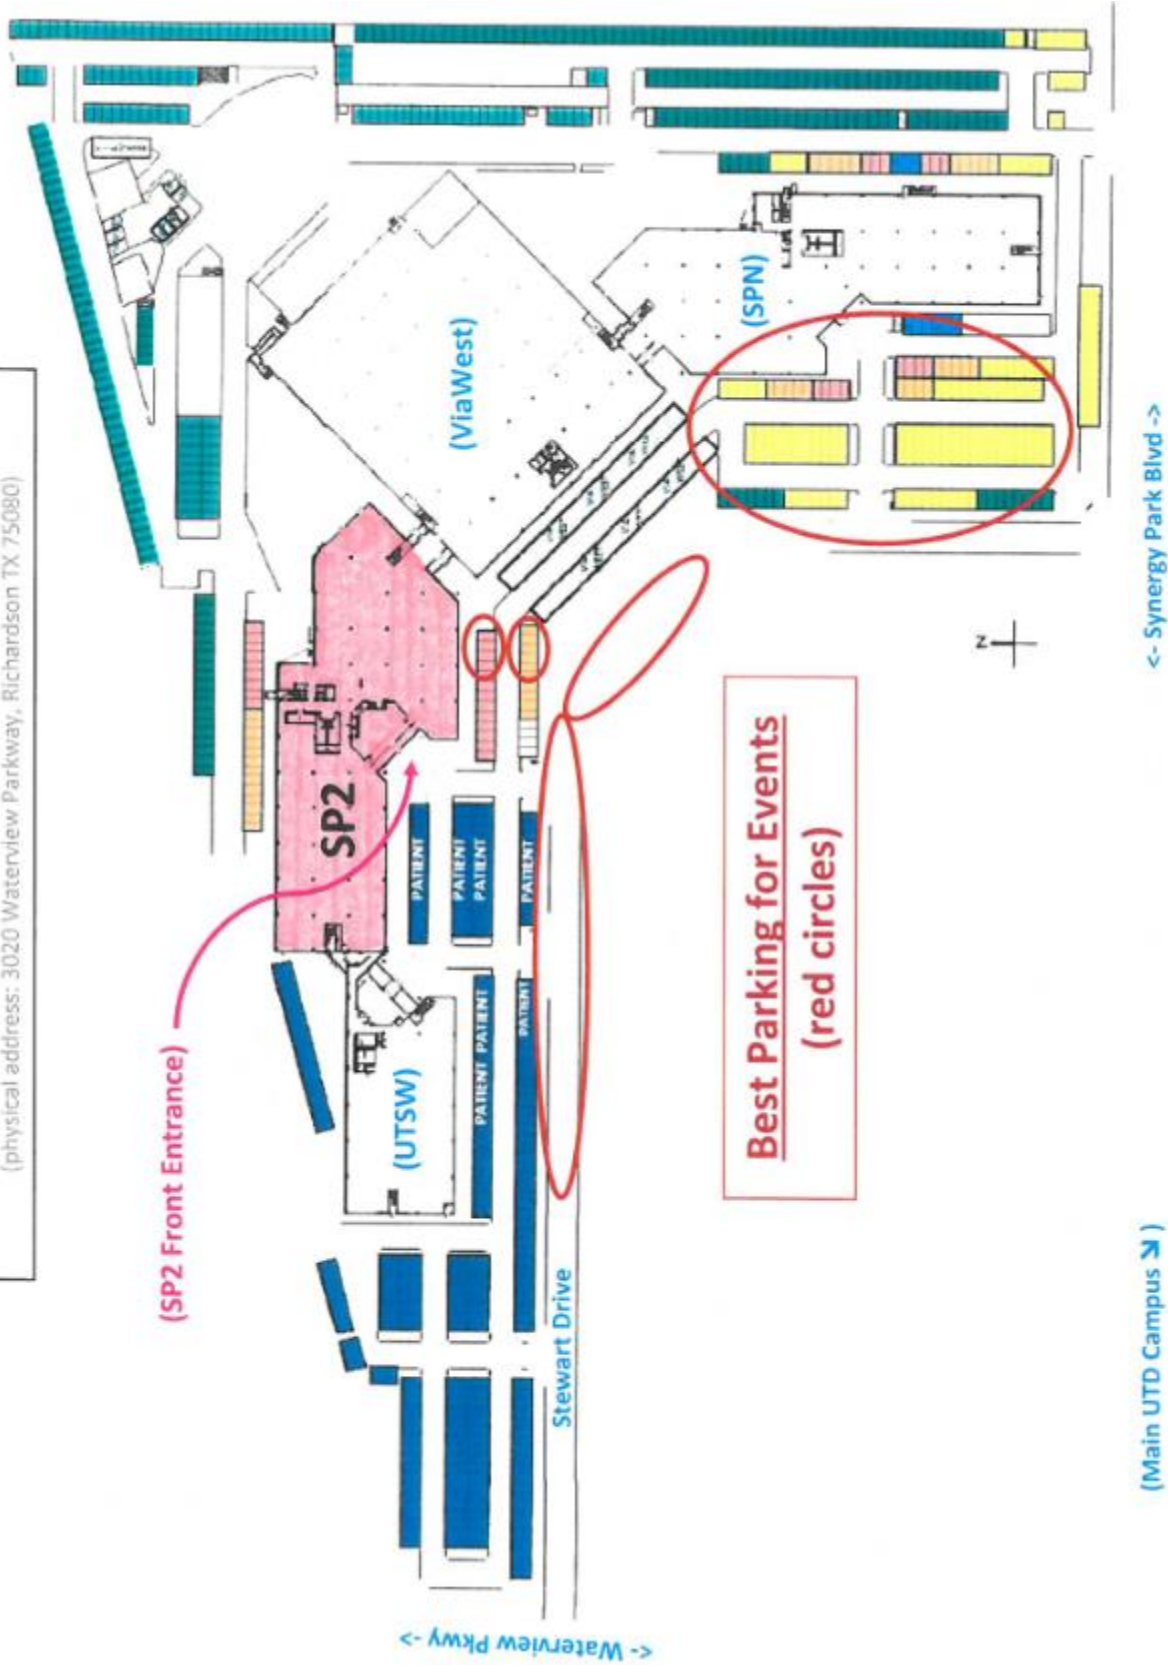 (physical address: 3020 Waterview Parkway, Richardson TX 75080)
(SP2 Front Entrance)
SP2
(ViaWest)
(SPN)
(UTSW)
PATIENT
PATIENT
PATIENT
PATIENT
PATIENT PATIENT
PATIENT
Stewart Drive
N
Best Parking for Events
(red circles)
<- Waterview Pkwy ->
(Main UTD Campus ↘)
<- Synergy Park Blvd ->